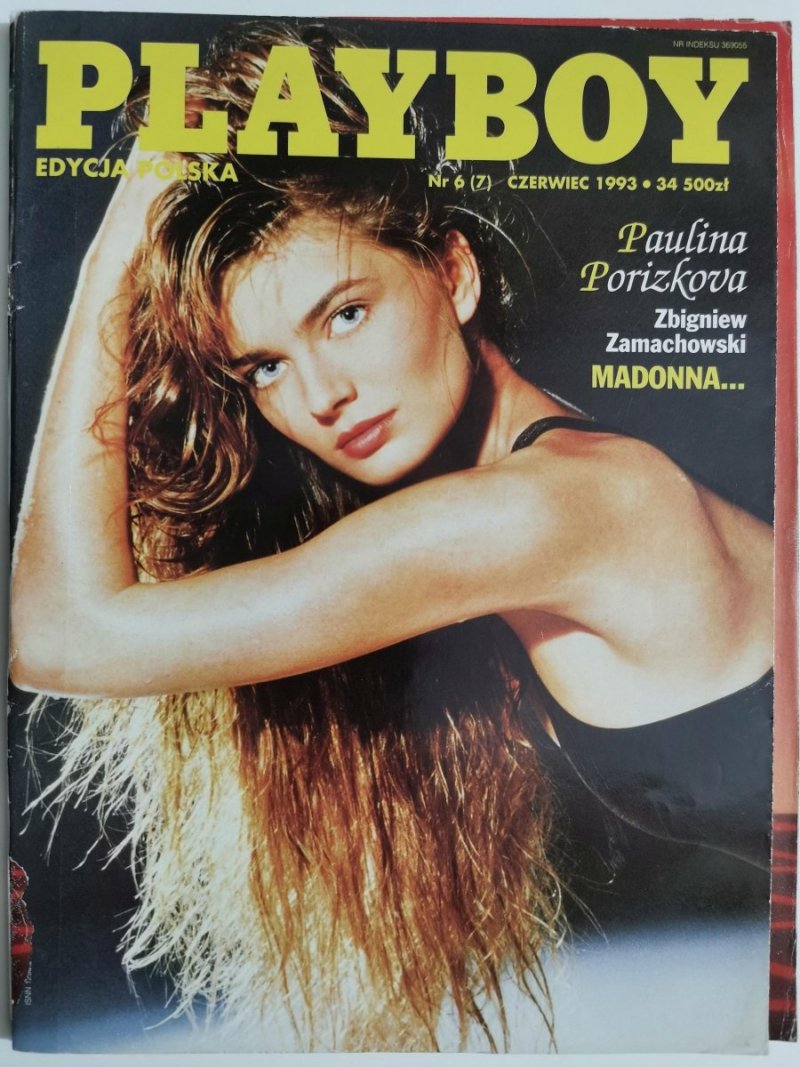 NR INDEKSU 369055
PLAYBOY
EDYCJA POLSKA
Nr 6 (7) CZERWIEC 1993 • 34 500zł
Paulina
Porizkova
Zbigniew
Zamachowski
MADONNA...